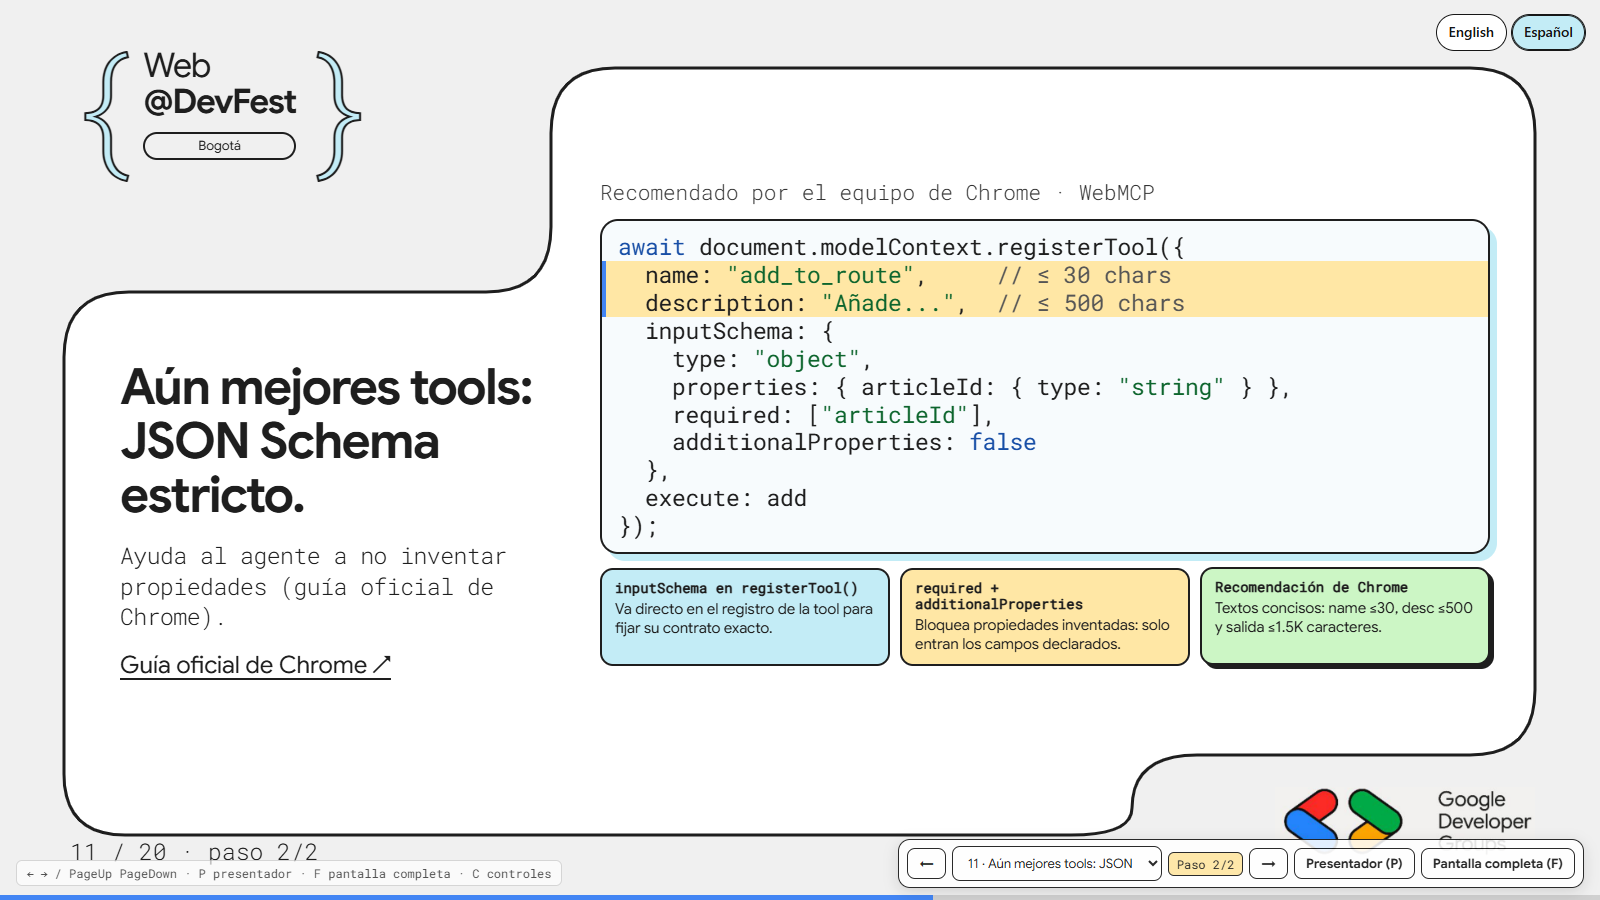 English
Español
Web
@DevFest
Bogotá
Recomendado por el equipo de Chrome · WebMCP
await document.modelContext.registerTool({
  name: "add_to_route",     // ≤ 30 chars
  description: "Añade...",  // ≤ 500 chars
  inputSchema: {
    type: "object",
    properties: { articleId: { type: "string" } },
    required: ["articleId"],
    additionalProperties: false
  },
  execute: add
});
Aún mejores tools:
JSON Schema
estricto.
Ayuda al agente a no inventar
propiedades (guía oficial de
Chrome).
Guía oficial de Chrome ↗
inputSchema en registerTool()
Va directo en el registro de la tool para
fijar su contrato exacto.
required +
additionalProperties
Bloquea propiedades inventadas: solo
entran los campos declarados.
Recomendación de Chrome
Textos concisos: name ≤30, desc ≤500
y salida ≤1.5K caracteres.
Google
Developer
Groups
11 / 20 · paso 2/2
← → / PageUp PageDown · P presentador · F pantalla completa · C controles
←
11 · Aún mejores tools: JSON
Paso 2/2
→
Presentador (P)
Pantalla completa (F)